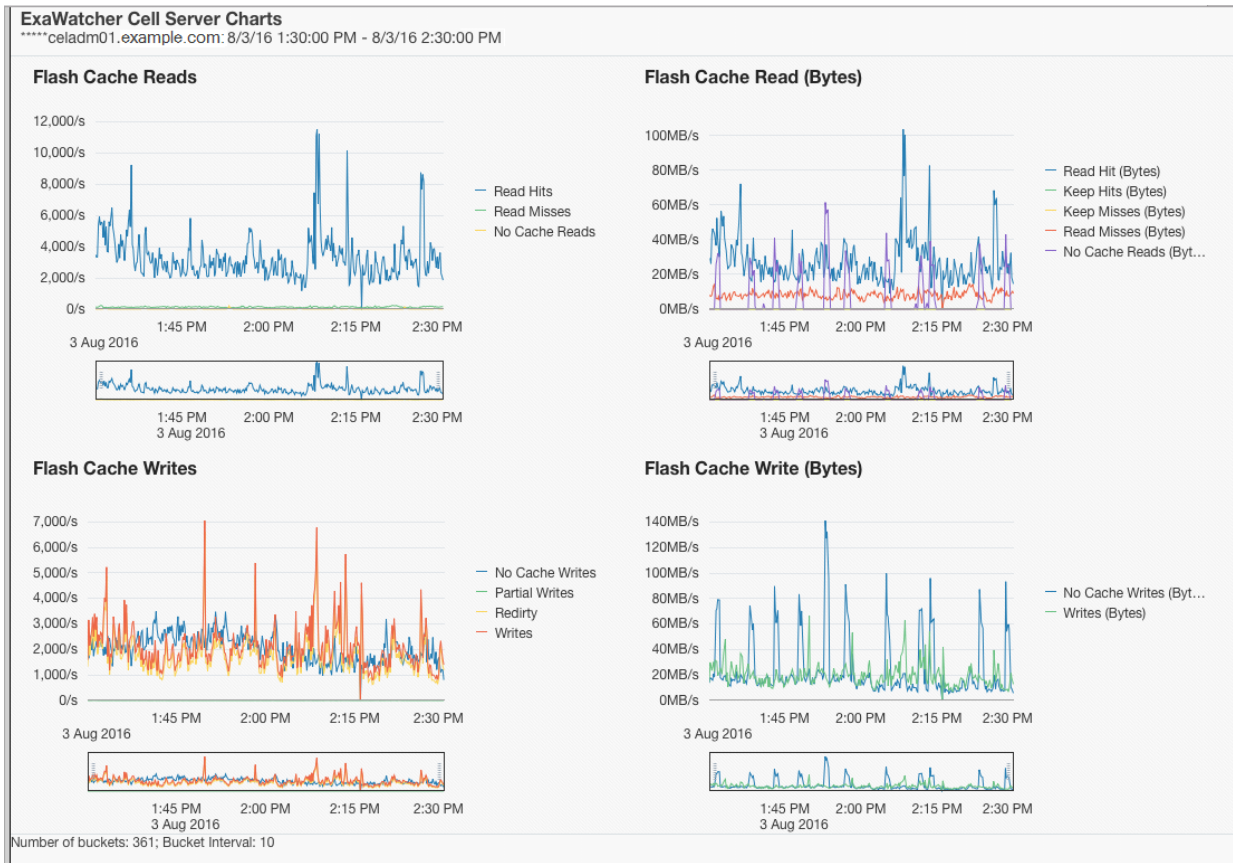 ExaWatcher Cell Server Charts
*****celadm01.example.com: 8/3/16 1:30:00 PM - 8/3/16 2:30:00 PM
Flash Cache Reads
12,000/s
10,000/s
8,000/s
6,000/s
4,000/s
2,000/s
0/s
1:45 PM 2:00 PM 2:15 PM 2:30 PM
3 Aug 2016
Read Hits
Read Misses
No Cache Reads
1:45 PM 2:00 PM 2:15 PM 2:30 PM
3 Aug 2016
Flash Cache Read (Bytes)
100MB/s
80MB/s
60MB/s
40MB/s
20MB/s
0MB/s
1:45 PM 2:00 PM 2:15 PM 2:30 PM
3 Aug 2016
Read Hit (Bytes)
Keep Hits (Bytes)
Keep Misses (Bytes)
Read Misses (Bytes)
No Cache Reads (Byt...
1:45 PM 2:00 PM 2:15 PM 2:30 PM
3 Aug 2016
Flash Cache Writes
7,000/s
6,000/s
5,000/s
4,000/s
3,000/s
2,000/s
1,000/s
0/s
1:45 PM 2:00 PM 2:15 PM 2:30 PM
3 Aug 2016
No Cache Writes
Partial Writes
Redirty
Writes
1:45 PM 2:00 PM 2:15 PM 2:30 PM
3 Aug 2016
Flash Cache Write (Bytes)
140MB/s
120MB/s
100MB/s
80MB/s
60MB/s
40MB/s
20MB/s
0MB/s
1:45 PM 2:00 PM 2:15 PM 2:30 PM
3 Aug 2016
No Cache Writes (Byt...
Writes (Bytes)
1:45 PM 2:00 PM 2:15 PM 2:30 PM
3 Aug 2016
Number of buckets: 361; Bucket Interval: 10